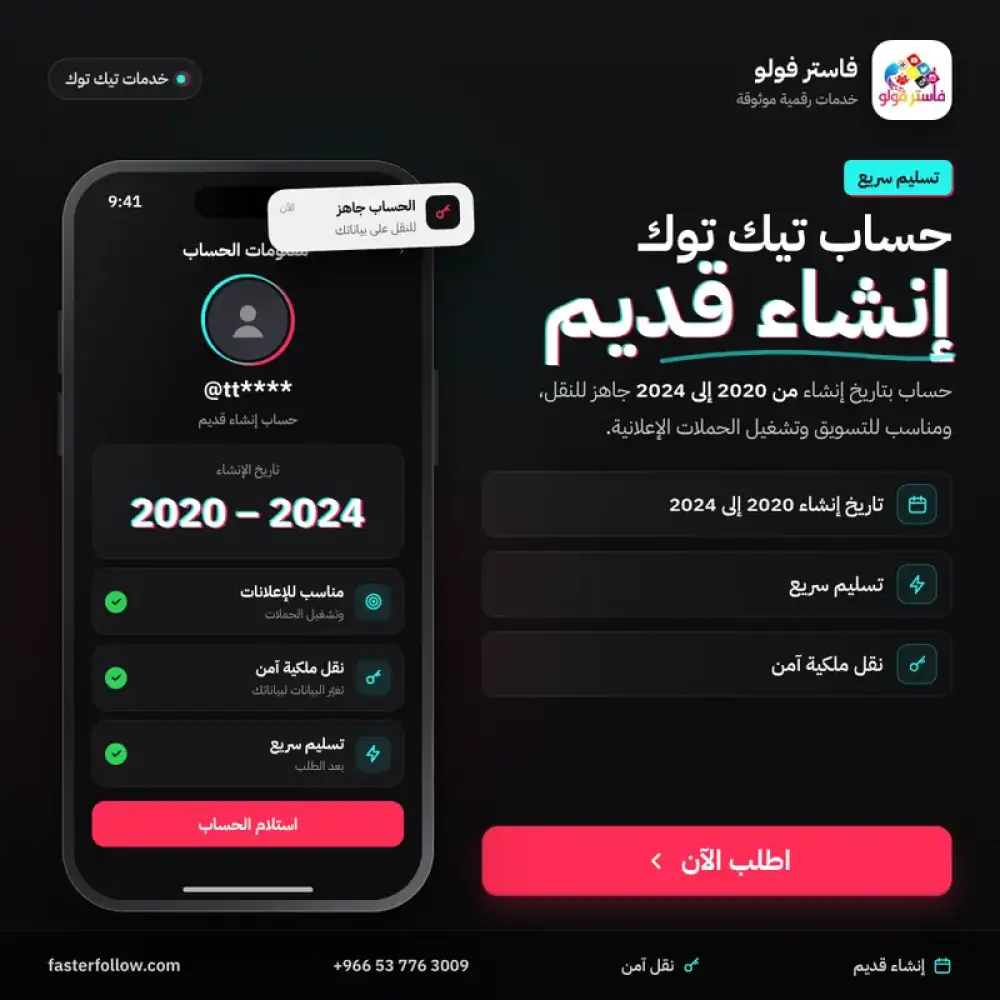 فاستر فولو
فاستر فولو
خدمات رقمية موثوقة
خدمات تيك توك
تسليم سريع
حساب تيك توك
إنشاء قديم
حساب بتاريخ إنشاء من 2020 إلى 2024 جاهز للنقل،
ومناسب للتسويق وتشغيل الحملات الإعلانية.
تاريخ إنشاء 2020 إلى 2024
تسليم سريع
نقل ملكية آمن
اطلب الآن
9:41
الحساب جاهز
الآن
للنقل على بياناتك
معلومات الحساب
@tt****
حساب إنشاء قديم
تاريخ الإنشاء
2020 – 2024
مناسب للإعلانات
وتشغيل الحملات
نقل ملكية آمن
تغيّر البيانات لبياناتك
تسليم سريع
بعد الطلب
استلام الحساب
إنشاء قديم
نقل آمن
+966 53 776 3009
fasterfollow.com